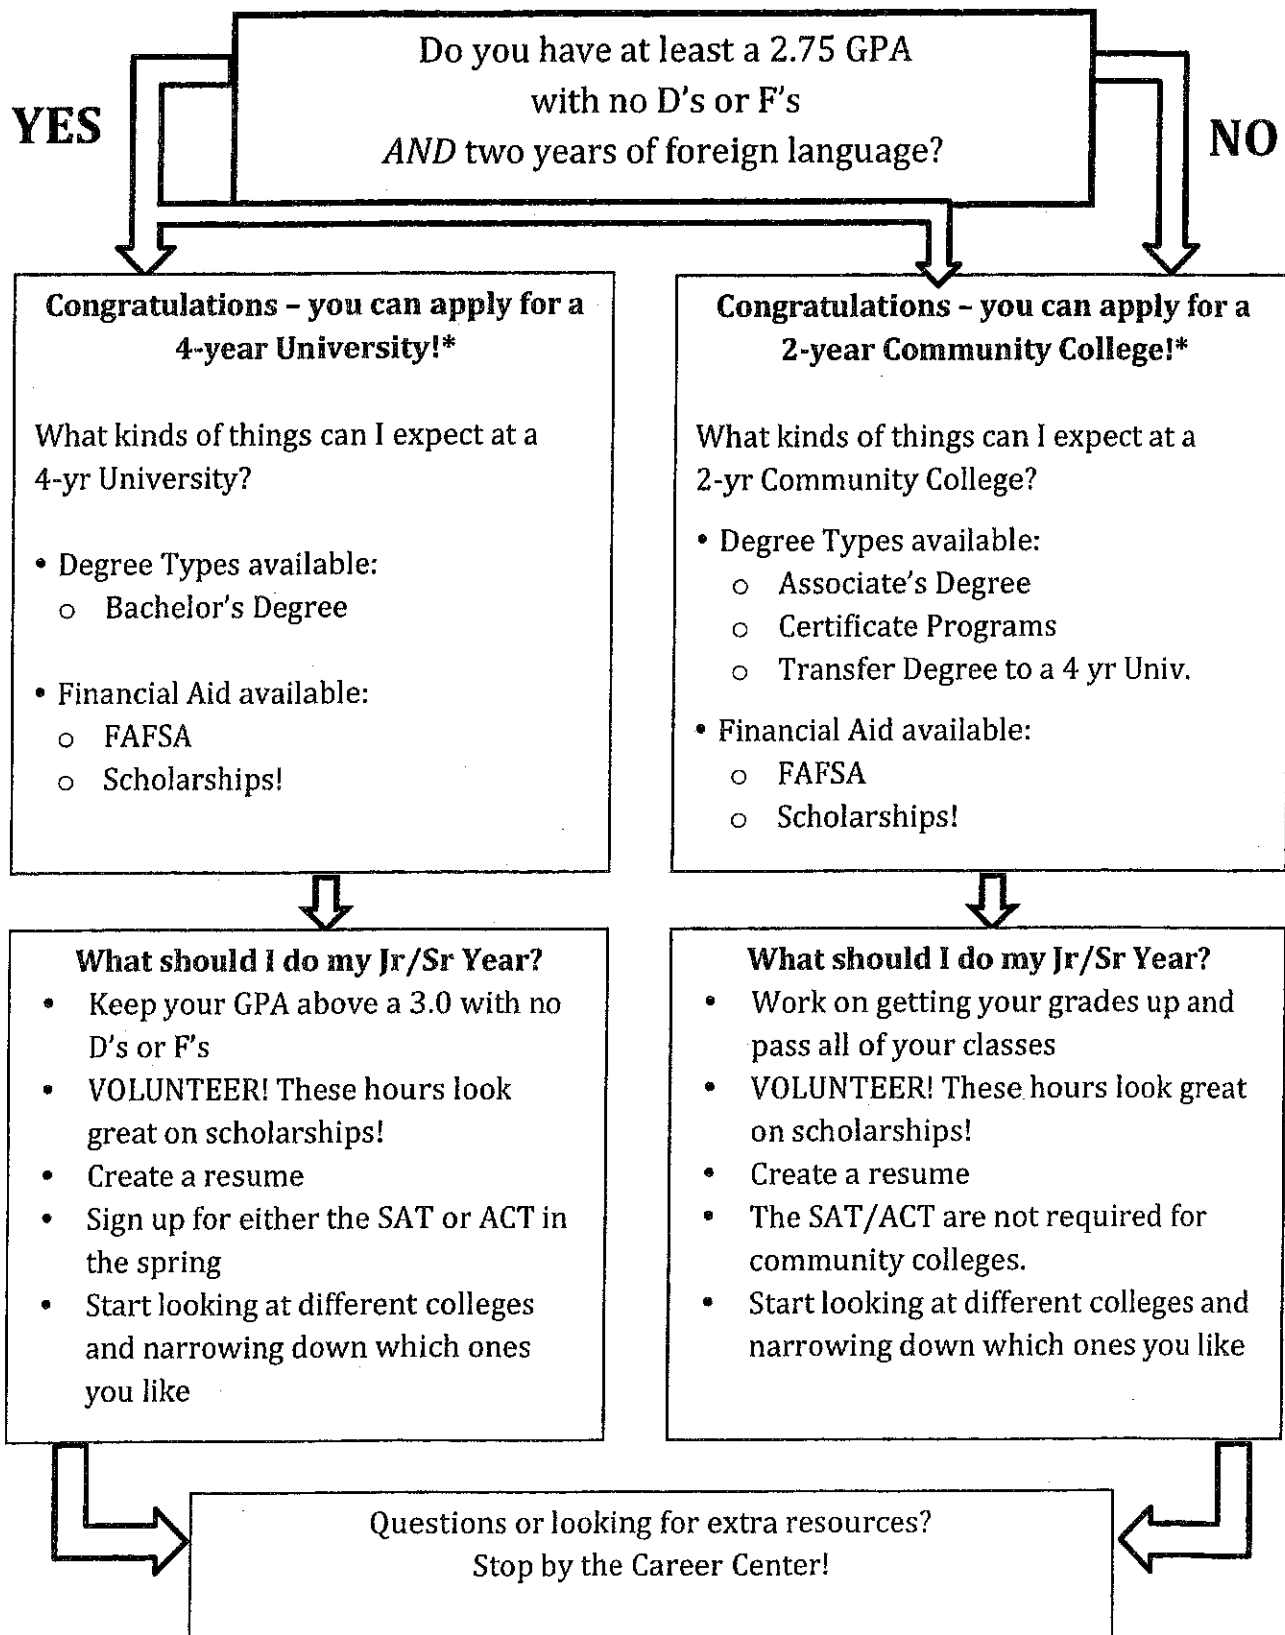 Do you have at least a 2.75 GPA
with no D's or F's
AND two years of foreign language?
YES
NO
Congratulations – you can apply for a
4-year University!*
What kinds of things can I expect at a
4-yr University?
• Degree Types available:
o Bachelor's Degree
• Financial Aid available:
o FAFSA
o Scholarships!
Congratulations – you can apply for a
2-year Community College!*
What kinds of things can I expect at a
2-yr Community College?
• Degree Types available:
o Associate's Degree
o Certificate Programs
o Transfer Degree to a 4 yr Univ.
• Financial Aid available:
o FAFSA
o Scholarships!
What should I do my Jr/Sr Year?
• Keep your GPA above a 3.0 with no
D's or F's
• VOLUNTEER! These hours look
great on scholarships!
• Create a resume
• Sign up for either the SAT or ACT in
the spring
• Start looking at different colleges
and narrowing down which ones
you like
What should I do my Jr/Sr Year?
• Work on getting your grades up and
pass all of your classes
• VOLUNTEER! These hours look great
on scholarships!
• Create a resume
• The SAT/ACT are not required for
community colleges.
• Start looking at different colleges and
narrowing down which ones you like
Questions or looking for extra resources?
Stop by the Career Center!